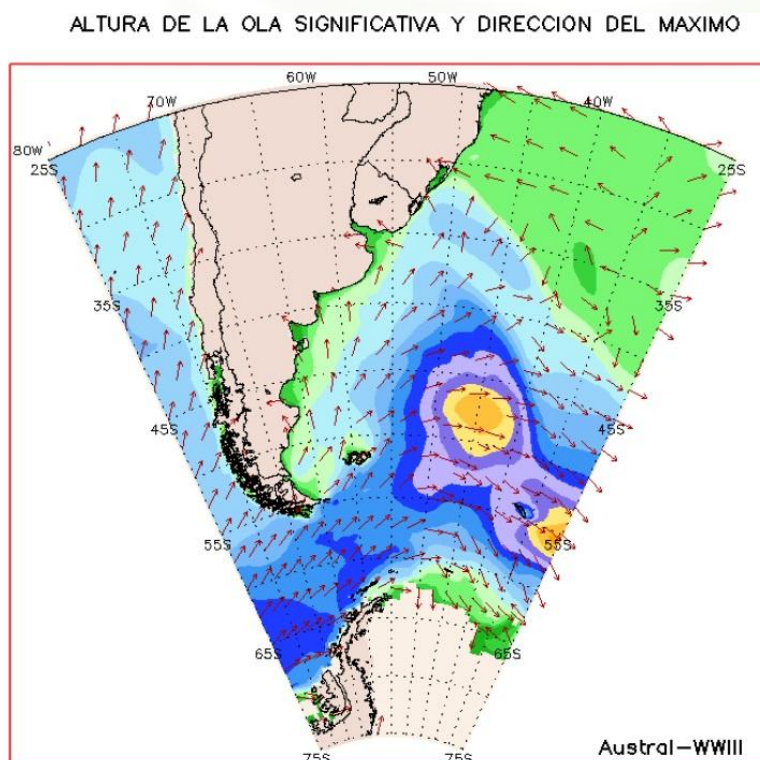 ALTURA DE LA OLA SIGNIFICATIVA Y DIRECCION DEL MAXIMO
60W 50W
70W 40W
80W
25S 25S
35S 35S
45S 45S
55S 55S
65S 65S
75S 75S
Austral-WWIII